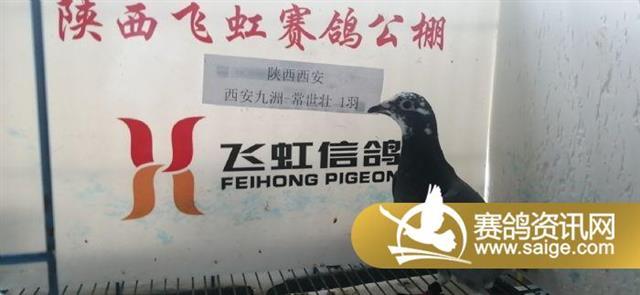 陕西飞虹赛鸽公棚
陕西西安
西安九洲-常世壮 1羽
飞虹信鸽
FEIHONG PIGEON
赛鸽资讯网
www.saige.com